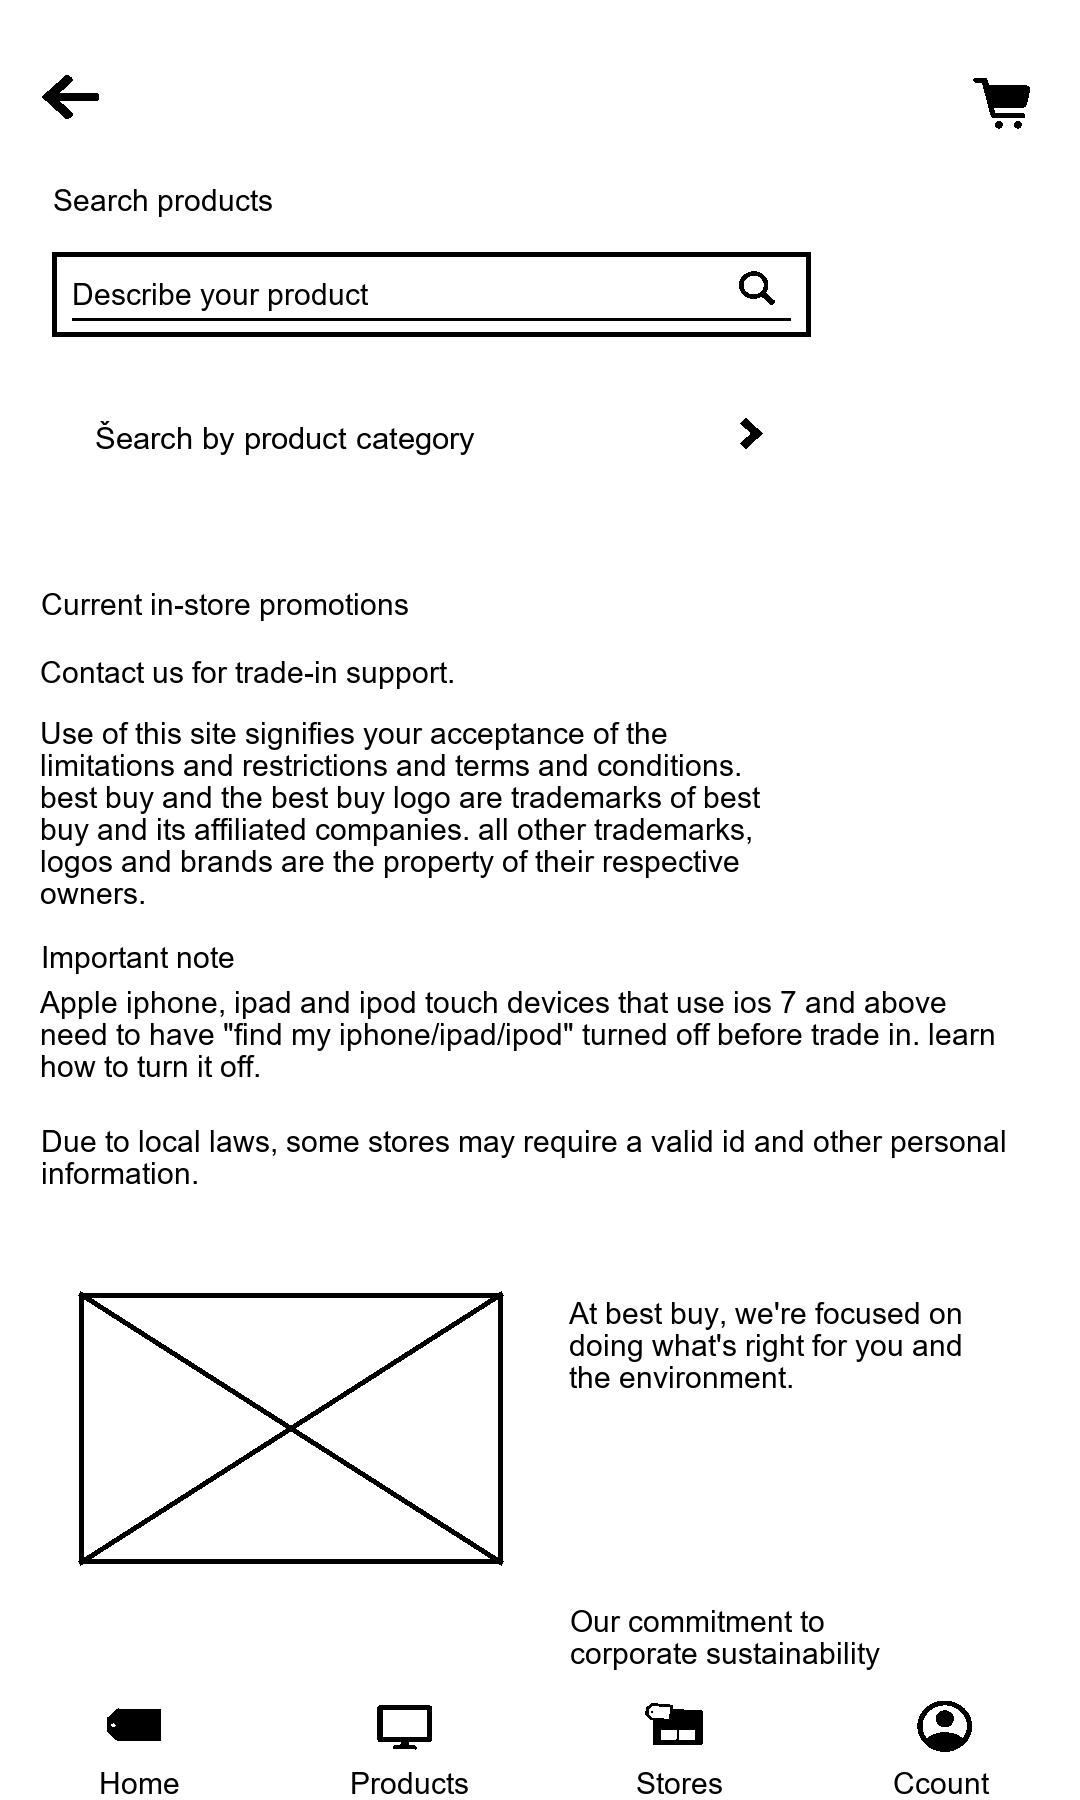 Search products
Describe your product
Šearch by product category
Current in-store promotions
Contact us for trade-in support.
Use of this site signifies your acceptance of the
limitations and restrictions and terms and conditions.
best buy and the best buy logo are trademarks of best
buy and its affiliated companies. all other trademarks,
logos and brands are the property of their respective
owners.
Important note
Apple iphone, ipad and ipod touch devices that use ios 7 and above
need to have "find my iphone/ipad/ipod" turned off before trade in. learn
how to turn it off.
Due to local laws, some stores may require a valid id and other personal
information.
At best buy, we're focused on
doing what's right for you and
the environment.
Our commitment to
corporate sustainability
Home
Products
Stores
Ccount